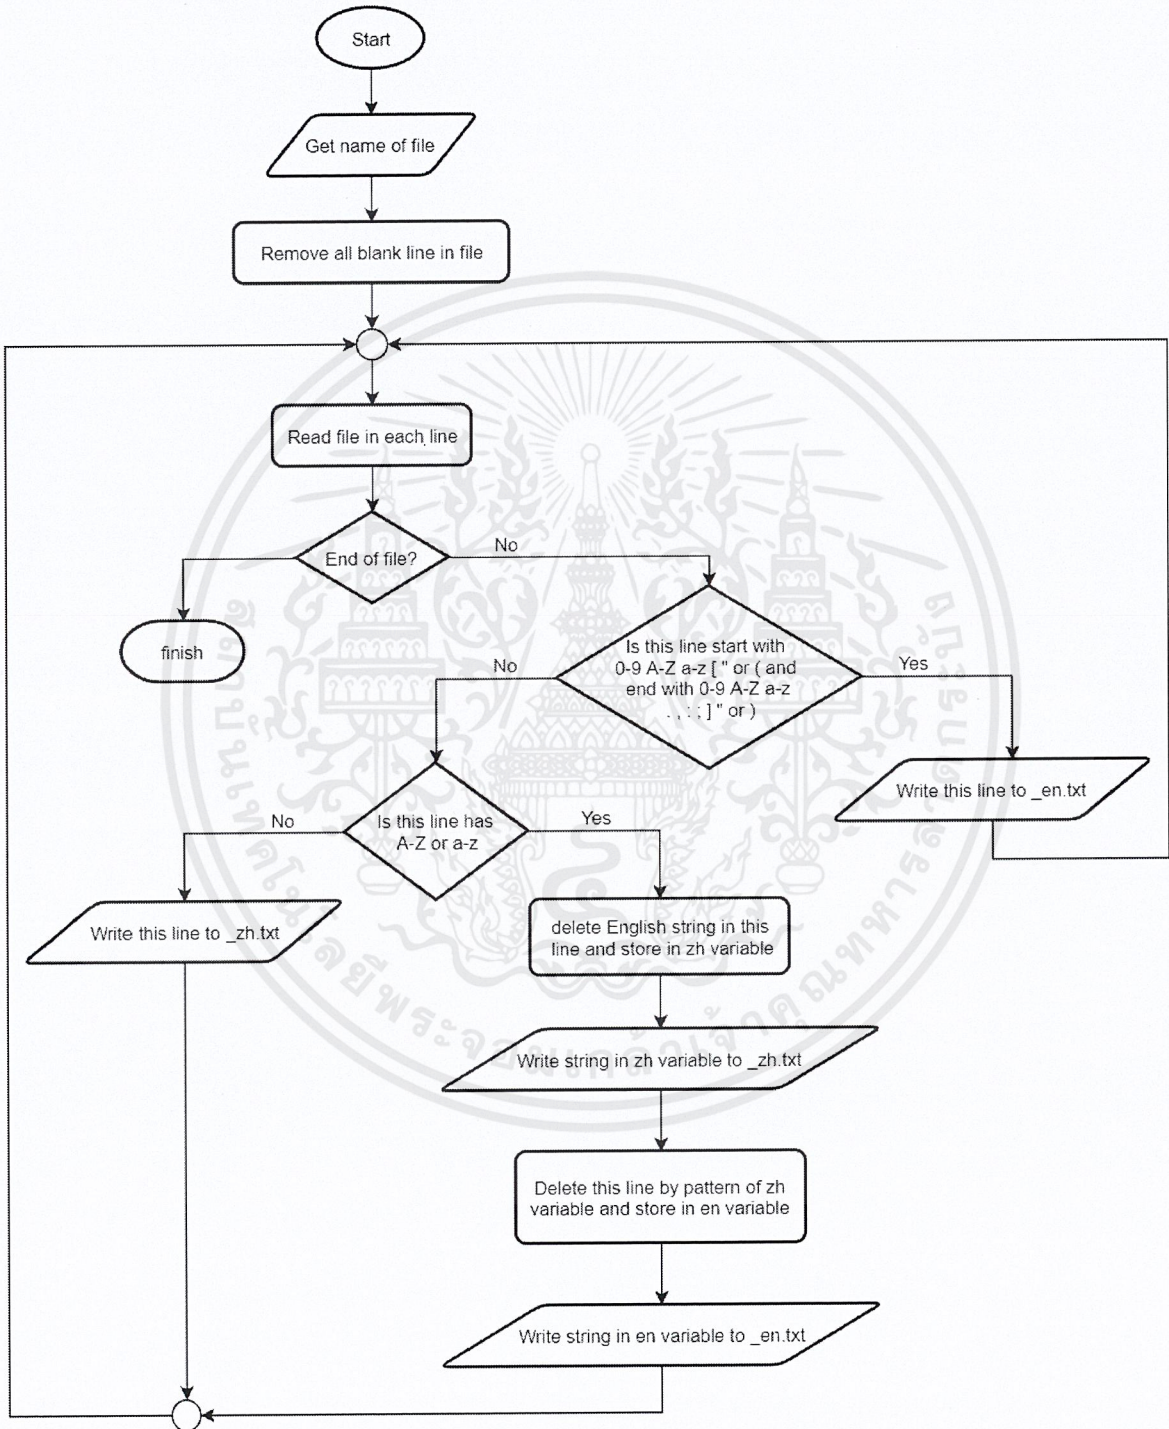 Start
Get name of file
Remove all blank line in file
Read file in each line
End of file?
No
finish
Is this line start with
0-9 A-Z a-z [ " or ( and
end with 0-9 A-Z a-z
. , : ; ] " or )
No
Yes
Write this line to _en.txt
Is this line has
A-Z or a-z
No
Yes
Write this line to _zh.txt
delete English string in this
line and store in zh variable
Write string in zh variable to _zh.txt
Delete this line by pattern of zh
variable and store in en variable
Write string in en variable to _en.txt